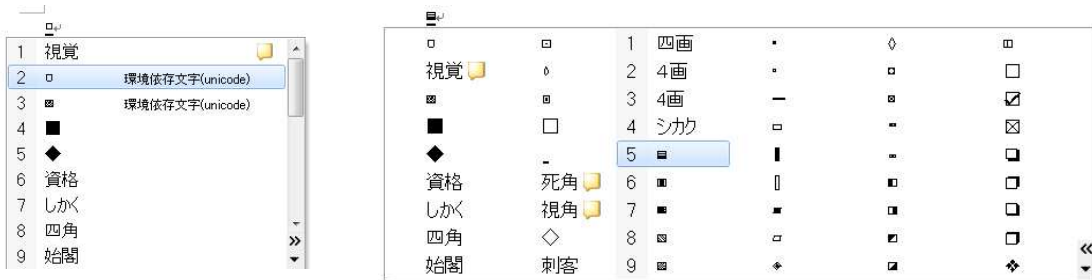 1 視覚
2 □ 環境依存文字(unicode)
3 ▩ 環境依存文字(unicode)
4 ■
5 ◆
6 資格
7 しかく
8 四角
9 始閣
»
□ ⊡ 1 四画 ▪ ◊ ◫
視覚 ◊ 2 4画 ▫ □
▩ ▣ 3 4画 ☑
■ □ 4 シカク ▭ ☒
◆ 5 ▤ ▮ ❏
資格 死角 6 ▥ ▯ ◧ ❐
しかく 視角 7 ▰ ◨ ❑
四角 ◇ 8 ▧ ▱ ◩ ❒
始閣 刺客 9 ▨ ◈ ◪ ❖
«